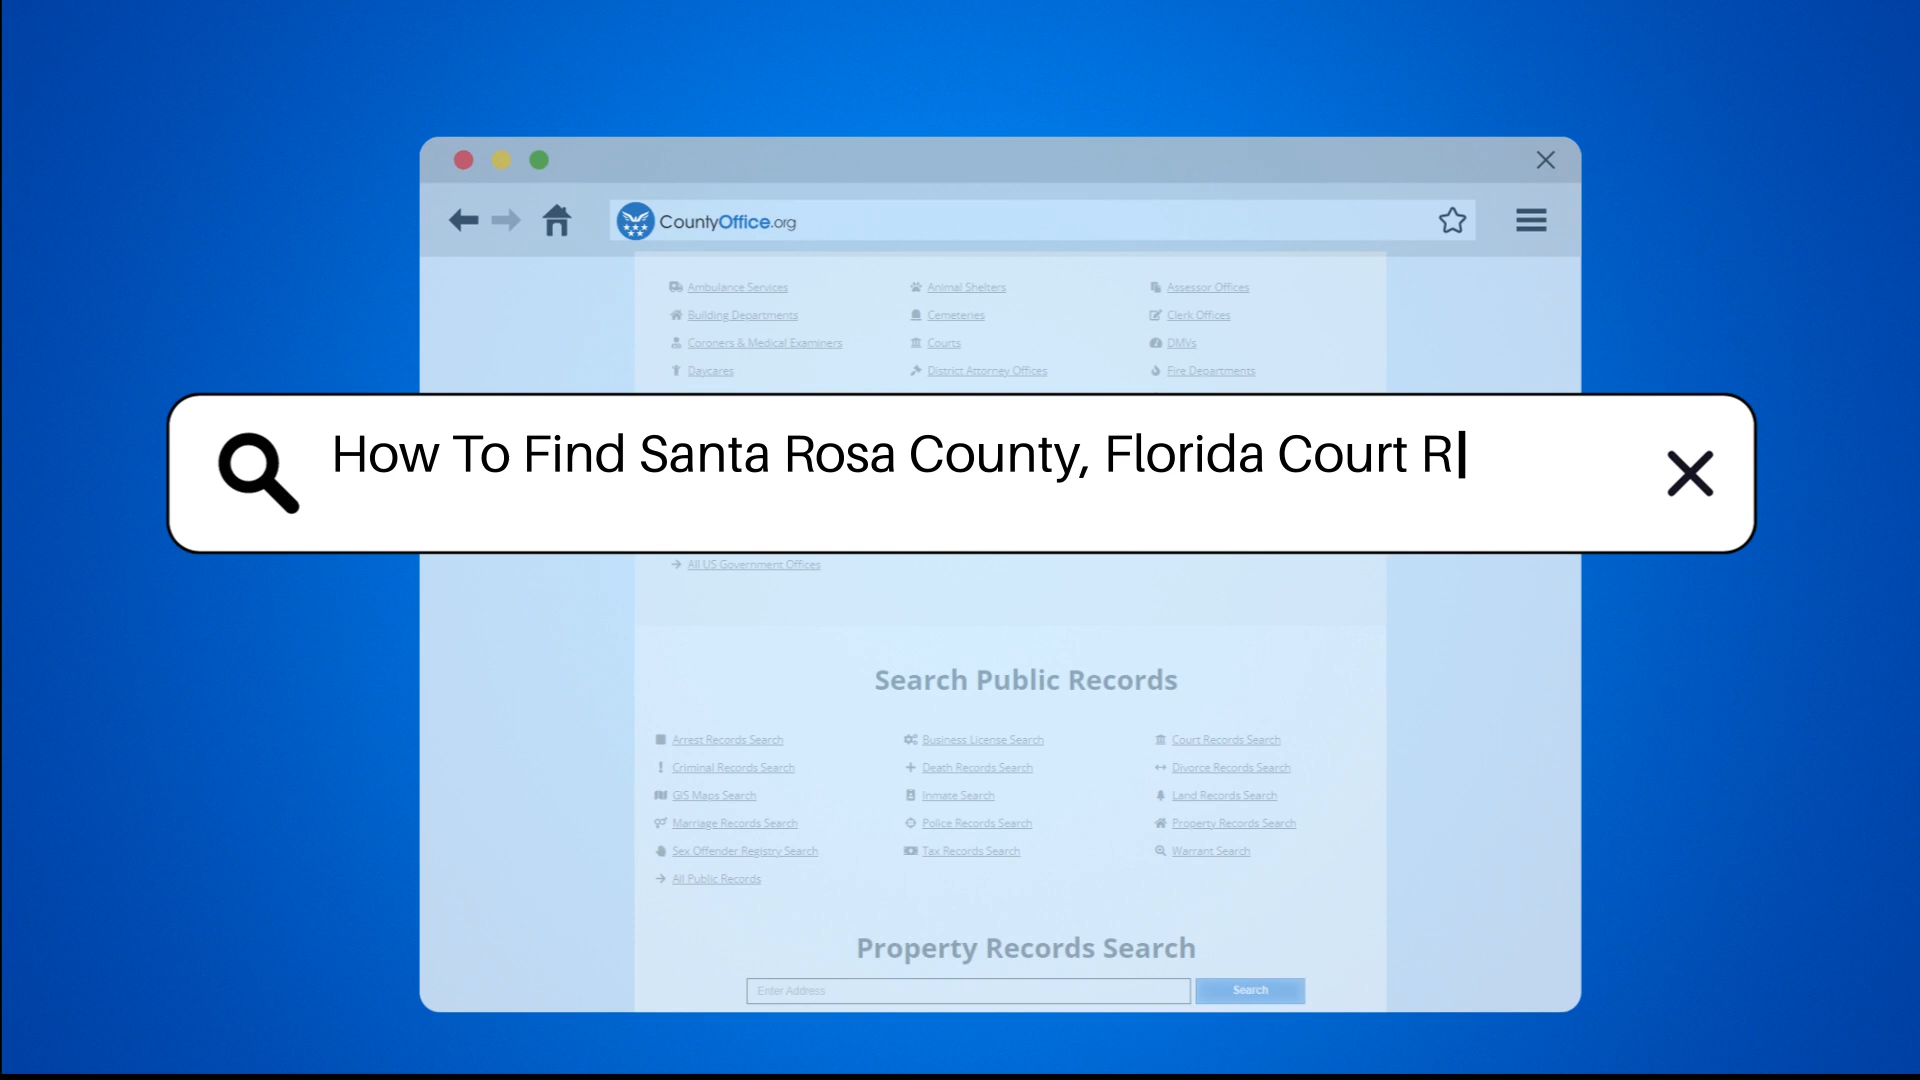 CountyOffice.org
Ambulance Services Animal Shelters Assessor Offices
Building Departments Cemeteries Clerk Offices
Coroners & Medical Examiners Courts DMVs
Daycares District Attorney Offices Fire Departments
How To Find Santa Rosa County, Florida Court R
All US Government Offices
Search Public Records
Arrest Records Search Business License Search Court Records Search
Criminal Records Search Death Records Search Divorce Records Search
GIS Maps Search Inmate Search Land Records Search
Marriage Records Search Police Records Search Property Records Search
Sex Offender Registry Search Tax Records Search Warrant Search
All Public Records
Property Records Search
Enter Address Search